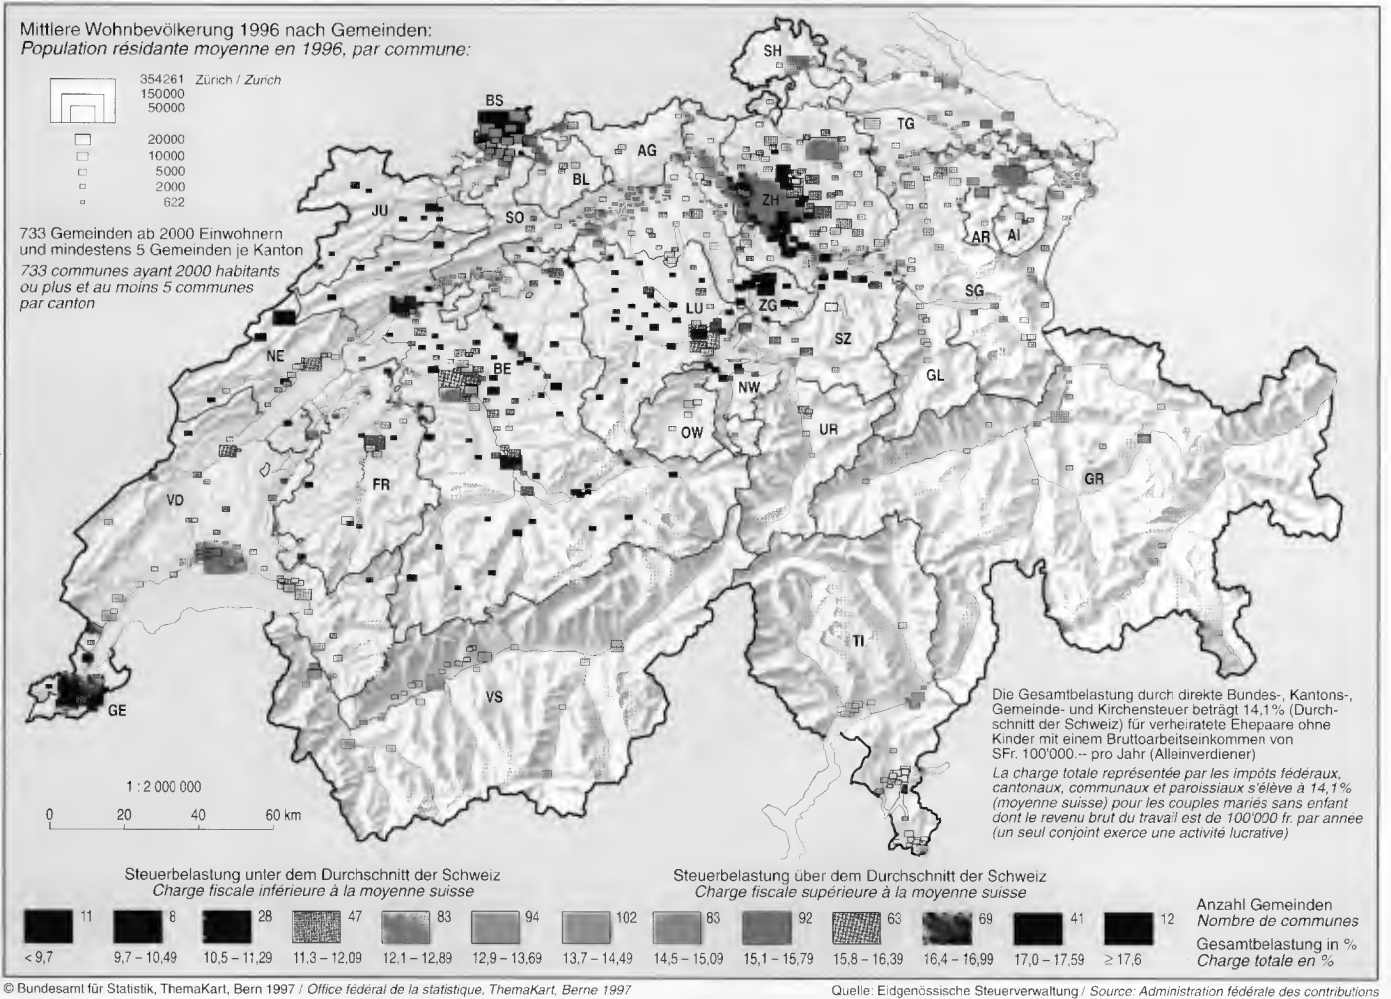 Mittlere Wohnbevölkerung 1996 nach Gemeinden:
Population résidante moyenne en 1996, par commune:
354261 Zürich / Zurich
150000
50000
20000
10000
5000
2000
622
733 Gemeinden ab 2000 Einwohnern
und mindestens 5 Gemeinden je Kanton
733 communes ayant 2000 habitants
ou plus et au moins 5 communes
par canton
SH
BS
TG
AG
BL
ZH
JU
SO
AR
AI
SG
ZG
LU
SZ
NE
BE
GL
NW
OW
UR
FR
GR
VD
TI
VS
GE
Die Gesamtbelastung durch direkte Bundes-, Kantons-,
Gemeinde- und Kirchensteuer beträgt 14,1% (Durch-
schnitt der Schweiz) für verheiratete Ehepaare ohne
Kinder mit einem Bruttoarbeitseinkommen von
SFr. 100'000.-- pro Jahr (Alleinverdiener)
La charge totale représentée par les impôts fédéraux,
cantonaux, communaux et paroissiaux s'élève à 14,1%
(moyenne suisse) pour les couples mariés sans enfant
dont le revenu brut du travail est de 100'000 fr. par année
(un seul conjoint exerce une activité lucrative)
1 : 2 000 000
0 20 40 60 km
Steuerbelastung unter dem Durchschnitt der Schweiz
Charge fiscale inférieure à la moyenne suisse
Steuerbelastung über dem Durchschnitt der Schweiz
Charge fiscale supérieure à la moyenne suisse
11 8 28 47 83 94 102 83 92 63 69 41 12
Anzahl Gemeinden
Nombre de communes
< 9,7 9,7 – 10,49 10,5 – 11,29 11,3 – 12,09 12,1 – 12,89 12,9 – 13,69 13,7 – 14,49 14,5 – 15,09 15,1 – 15,79 15,8 – 16,39 16,4 – 16,99 17,0 – 17,59 ≥ 17,6
Gesamtbelastung in %
Charge totale en %
© Bundesamt für Statistik, ThemaKart, Bern 1997 / Office fédéral de la statistique, ThemaKart, Berne 1997
Quelle: Eidgenössische Steuerverwaltung / Source: Administration fédérale des contributions